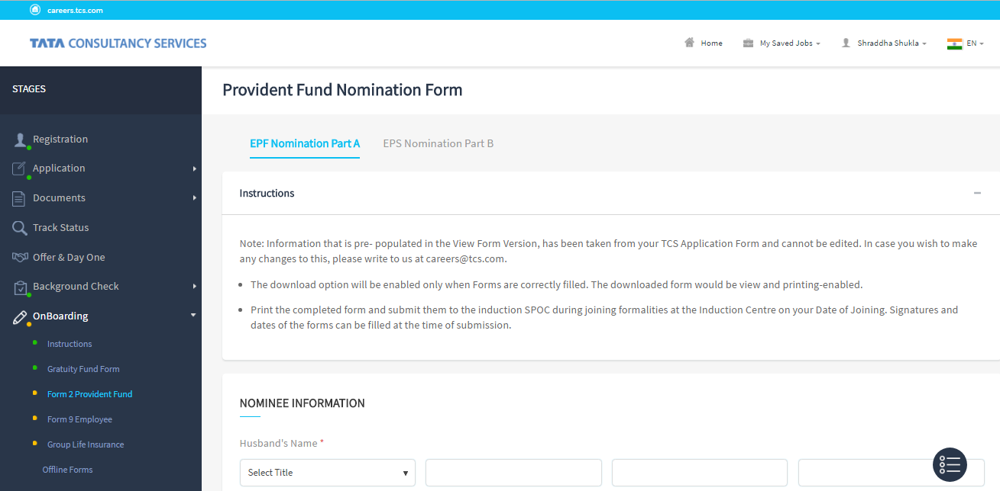 careers.tcs.com
TATA CONSULTANCY SERVICES
Home
My Saved Jobs
Shraddha Shukla
EN
STAGES
Registration
Application
Documents
Track Status
Offer & Day One
Background Check
OnBoarding
Instructions
Gratuity Fund Form
Form 2 Provident Fund
Form 9 Employee
Group Life Insurance
Offline Forms
Provident Fund Nomination Form
EPF Nomination Part A
EPS Nomination Part B
Instructions
Note: Information that is pre- populated in the View Form Version, has been taken from your TCS Application Form and cannot be edited. In case you wish to make
any changes to this, please write to us at careers@tcs.com.
The download option will be enabled only when Forms are correctly filled. The downloaded form would be view and printing-enabled.
Print the completed form and submit them to the induction SPOC during joining formalities at the Induction Centre on your Date of Joining. Signatures and
dates of the forms can be filled at the time of submission.
NOMINEE INFORMATION
Husband's Name *
Select Title